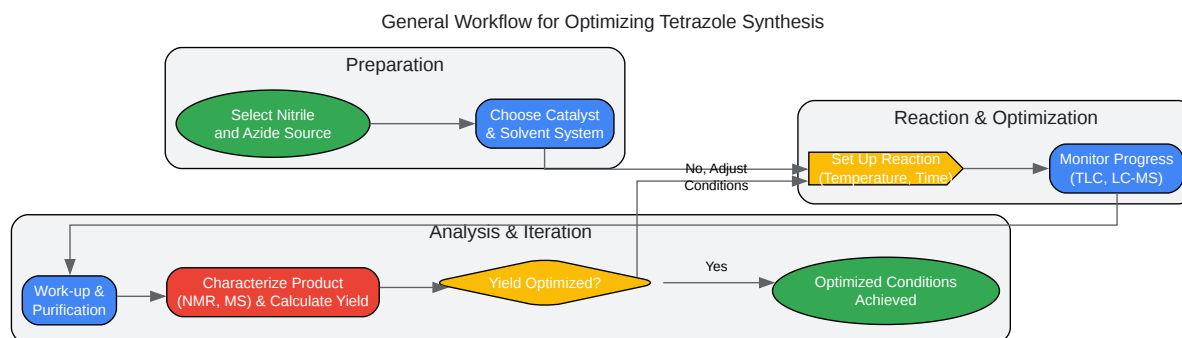 General Workflow for Optimizing Tetrazole Synthesis
Preparation
Select Nitrile
and Azide Source
Choose Catalyst
& Solvent System
Reaction & Optimization
No, Adjust
Conditions
Set Up Reaction
(Temperature, Time)
Monitor Progress
(TLC, LC-MS)
Analysis & Iteration
Work-up &
Purification
Characterize Product
(NMR, MS) & Calculate Yield
Yield Optimized?
Yes
Optimized Conditions
Achieved